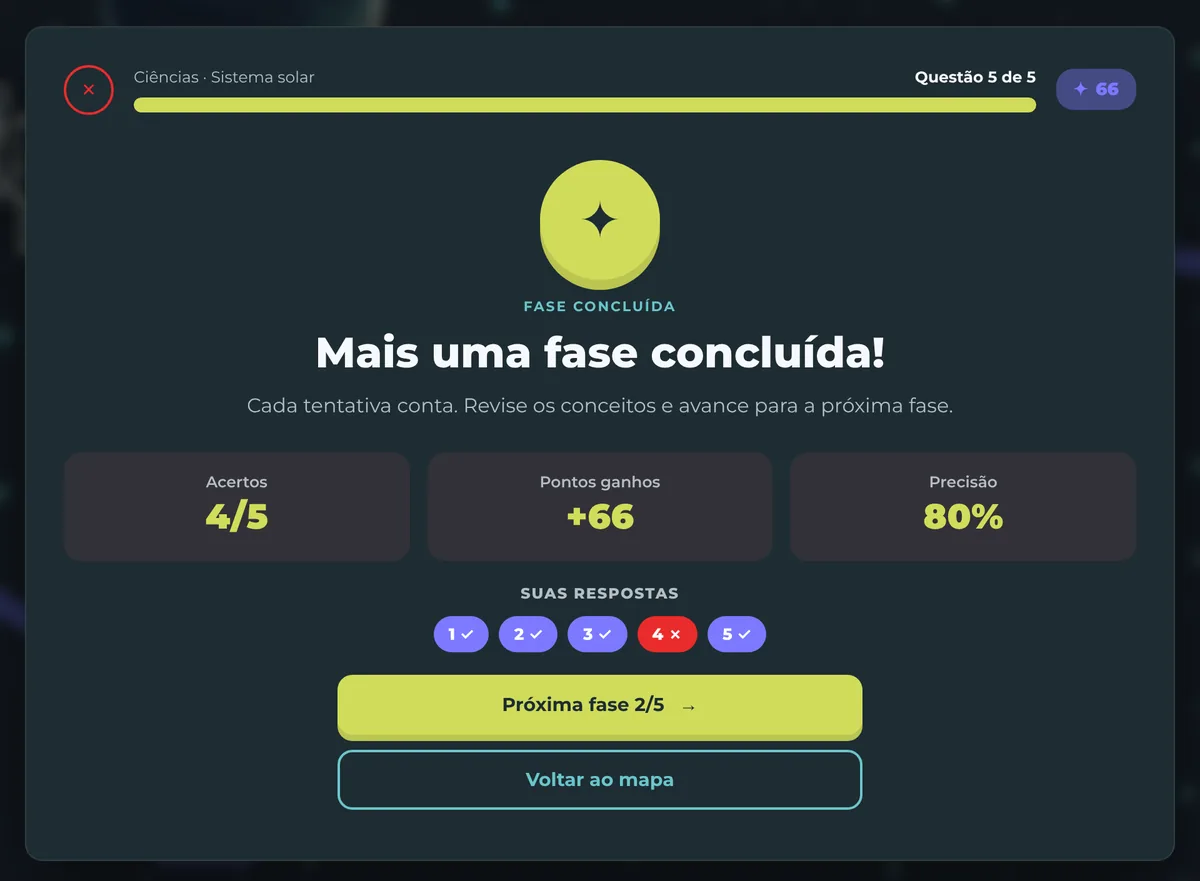 Ciências · Sistema solar
Questão 5 de 5
✦ 66
FASE CONCLUÍDA
Mais uma fase concluída!
Cada tentativa conta. Revise os conceitos e avance para a próxima fase.
Acertos
4/5
Pontos ganhos
+66
Precisão
80%
SUAS RESPOSTAS
1 ✓ 2 ✓ 3 ✓ 4 × 5 ✓
Próxima fase 2/5 →
Voltar ao mapa